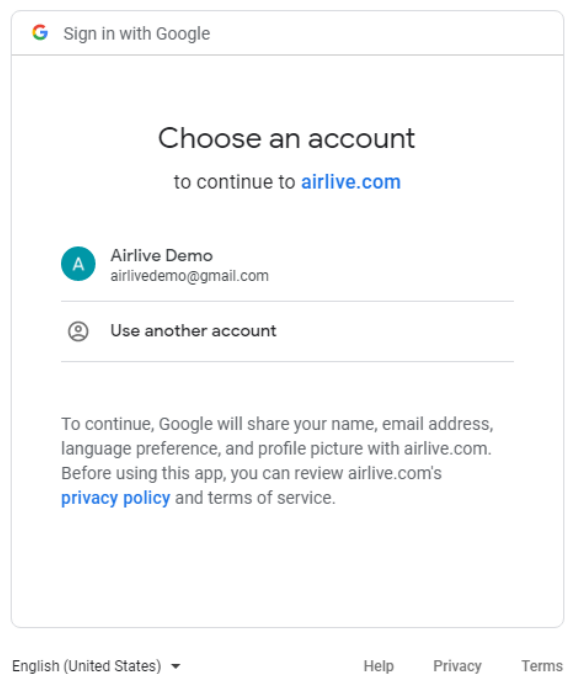 Sign in with Google
Choose an account
to continue to airlive.com
A
Airlive Demo
airlivedemo@gmail.com
Use another account
To continue, Google will share your name, email address,
language preference, and profile picture with airlive.com.
Before using this app, you can review airlive.com's
privacy policy and terms of service.
English (United States) Help Privacy Terms